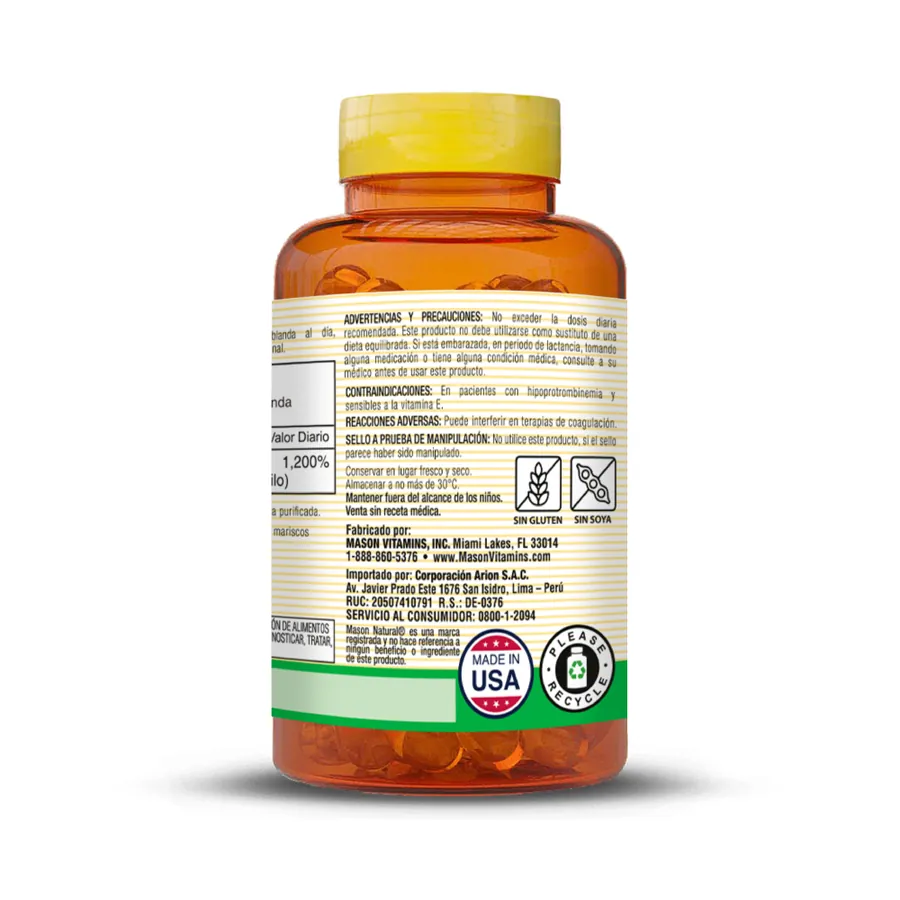 blanda al día,
nal.
nda
Valor Diario
1,200%
ilo)
a purificada.
mariscos
IÓN DE ALIMENTOS
NOSTICAR, TRATAR,
ADVERTENCIAS Y PRECAUCIONES: No exceder la dosis diaria
recomendada. Este producto no debe utilizarse como sustituto de una
dieta equilibrada. Si está embarazada, en periodo de lactancia, tomando
alguna medicación o tiene alguna condición médica, consulte a su
médico antes de usar este producto.
CONTRAINDICACIONES: En pacientes con hipoprotrombinemia y
sensibles a la vitamina E.
REACCIONES ADVERSAS: Puede interferir en terapias de coagulación.
SELLO A PRUEBA DE MANIPULACIÓN: No utilice este producto, si el sello
parece haber sido manipulado.
Conservar en lugar fresco y seco.
Almacenar a no más de 30°C.
Mantener fuera del alcance de los niños.
Venta sin receta médica.
SIN GLUTEN
SIN SOYA
Fabricado por:
MASON VITAMINS, INC. Miami Lakes, FL 33014
1-888-860-5376 • www.MasonVitamins.com
Importado por: Corporación Arion S.A.C.
Av. Javier Prado Este 1676 San Isidro, Lima – Perú
RUC: 20507410791 R.S.: DE-0376
SERVICIO AL CONSUMIDOR: 0800-1-2094
Mason Natural® es una marca
registrada y no hace referencia a
ningún beneficio o ingrediente
de este producto.
MADE IN
USA
PLEASE
RECYCLE